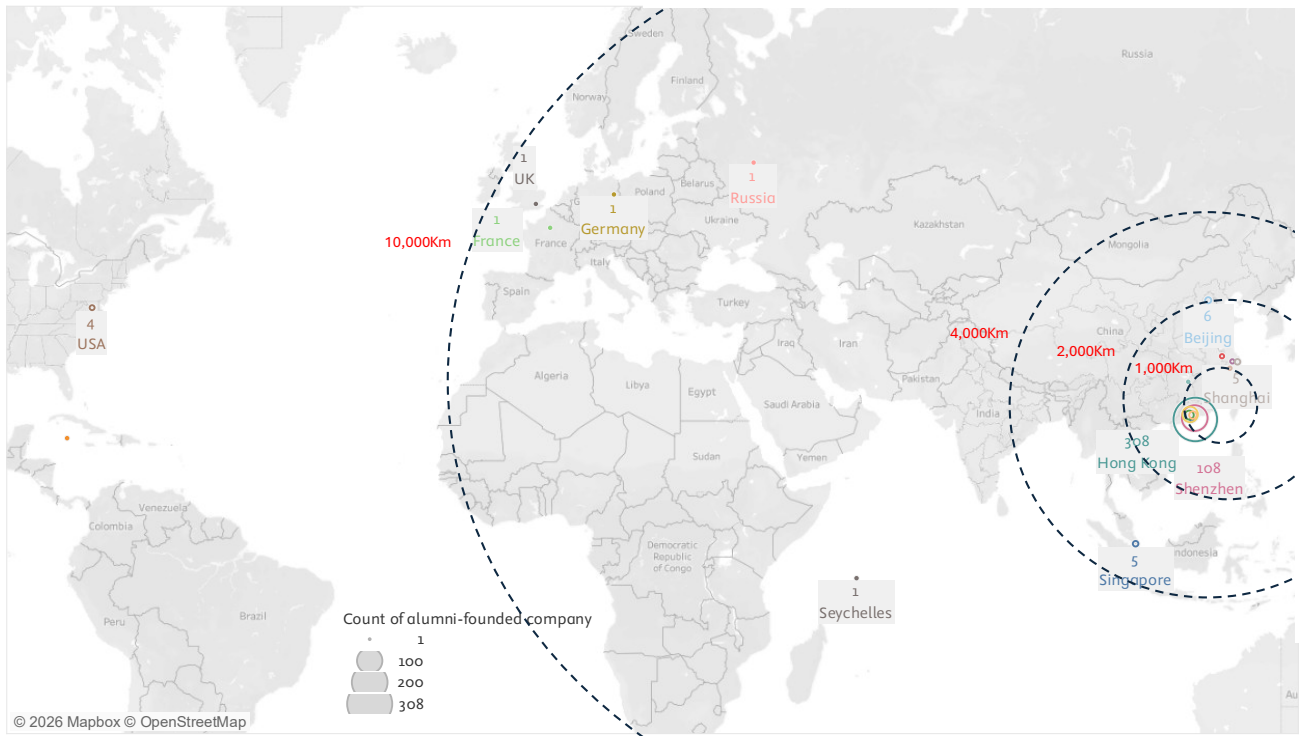 Sweden
Russia
Finland
Norway
1
UK
1
Russia
Belarus
Poland
G
1
Germany
1
France
France
Ukraine
Kazakhstan
10,000Km
Mongolia
Italy
Spain
Turkey
4
USA
6
Beijing
4,000Km
China
2,000Km
1,000Km
Iraq
Iran
Pakistan
Algeria
Libya
Egypt
Saudi Arabia
India
5
Shanghai
308
Hong Kong
108
Shenzhen
Sudan
Yemen
Venezuela
Colombia
Democratic
Republic
of Congo
5
Singapore
ndonesia
1
Seychelles
Peru
Brazil
Count of alumni-founded company
1
100
200
308
Au
© 2026 Mapbox © OpenStreetMap